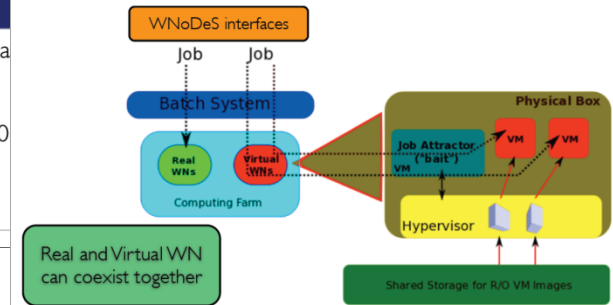 WNoDeS interfaces
a
Job
Job
Batch System
Physical Box
0
VM
VM
Job Attractor
("bait")
VM
Real
WNs
Virtual
WNs
Computing Farm
Hypervisor
Real and Virtual WN
can coexist together
Shared Storage for R/O VM Images